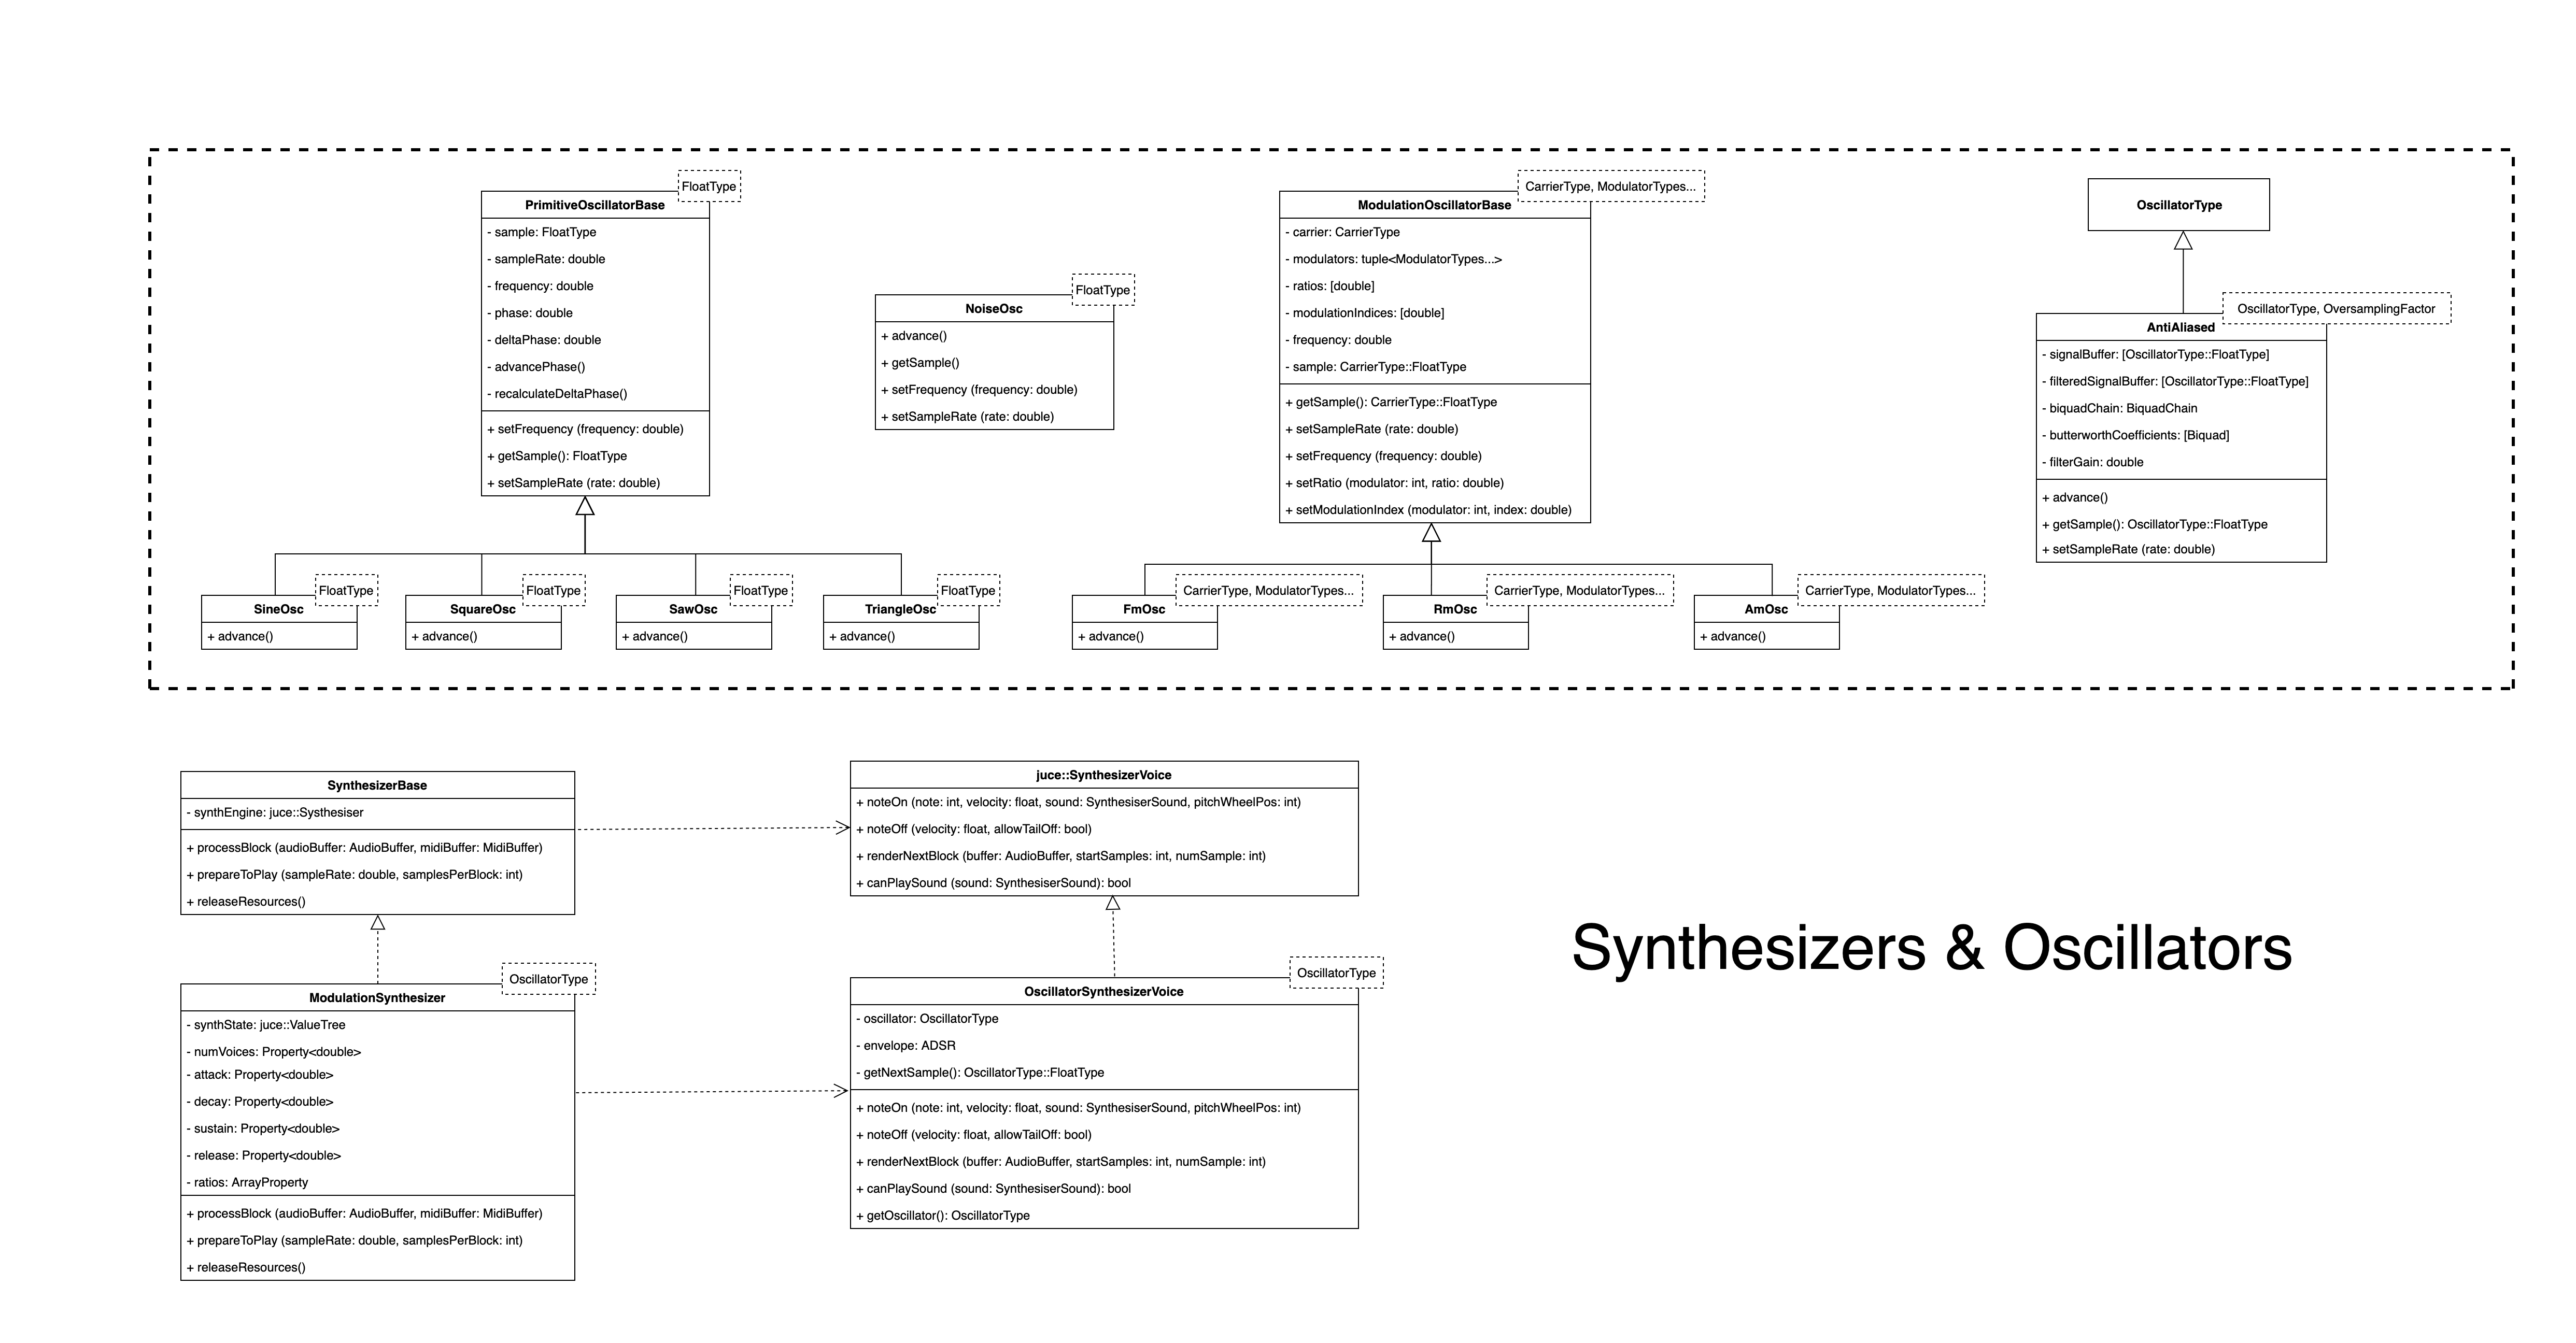 FloatType
PrimitiveOscillatorBase
- sample: FloatType
- sampleRate: double
- frequency: double
- phase: double
- deltaPhase: double
- advancePhase()
- recalculateDeltaPhase()
+ setFrequency (frequency: double)
+ getSample(): FloatType
+ setSampleRate (rate: double)
FloatType
SineOsc
+ advance()
FloatType
SquareOsc
+ advance()
FloatType
SawOsc
+ advance()
FloatType
TriangleOsc
+ advance()
FloatType
NoiseOsc
+ advance()
+ getSample()
+ setFrequency (frequency: double)
+ setSampleRate (rate: double)
CarrierType, ModulatorTypes...
ModulationOscillatorBase
- carrier: CarrierType
- modulators: tuple<ModulatorTypes...>
- ratios: [double]
- modulationIndices: [double]
- frequency: double
- sample: CarrierType::FloatType
+ getSample(): CarrierType::FloatType
+ setSampleRate (rate: double)
+ setFrequency (frequency: double)
+ setRatio (modulator: int, ratio: double)
+ setModulationIndex (modulator: int, index: double)
CarrierType, ModulatorTypes...
FmOsc
+ advance()
CarrierType, ModulatorTypes...
RmOsc
+ advance()
CarrierType, ModulatorTypes...
AmOsc
+ advance()
OscillatorType
OscillatorType, OversamplingFactor
AntiAliased
- signalBuffer: [OscillatorType::FloatType]
- filteredSignalBuffer: [OscillatorType::FloatType]
- biquadChain: BiquadChain
- butterworthCoefficients: [Biquad]
- filterGain: double
+ advance()
+ getSample(): OscillatorType::FloatType
+ setSampleRate (rate: double)
SynthesizerBase
- synthEngine: juce::Systhesiser
+ processBlock (audioBuffer: AudioBuffer, midiBuffer: MidiBuffer)
+ prepareToPlay (sampleRate: double, samplesPerBlock: int)
+ releaseResources()
juce::SynthesizerVoice
+ noteOn (note: int, velocity: float, sound: SynthesiserSound, pitchWheelPos: int)
+ noteOff (velocity: float, allowTailOff: bool)
+ renderNextBlock (buffer: AudioBuffer, startSamples: int, numSample: int)
+ canPlaySound (sound: SynthesiserSound): bool
OscillatorType
ModulationSynthesizer
- synthState: juce::ValueTree
- numVoices: Property<double>
- attack: Property<double>
- decay: Property<double>
- sustain: Property<double>
- release: Property<double>
- ratios: ArrayProperty
+ processBlock (audioBuffer: AudioBuffer, midiBuffer: MidiBuffer)
+ prepareToPlay (sampleRate: double, samplesPerBlock: int)
+ releaseResources()
OscillatorType
OscillatorSynthesizerVoice
- oscillator: OscillatorType
- envelope: ADSR
- getNextSample(): OscillatorType::FloatType
+ noteOn (note: int, velocity: float, sound: SynthesiserSound, pitchWheelPos: int)
+ noteOff (velocity: float, allowTailOff: bool)
+ renderNextBlock (buffer: AudioBuffer, startSamples: int, numSample: int)
+ canPlaySound (sound: SynthesiserSound): bool
+ getOscillator(): OscillatorType
Synthesizers & Oscillators